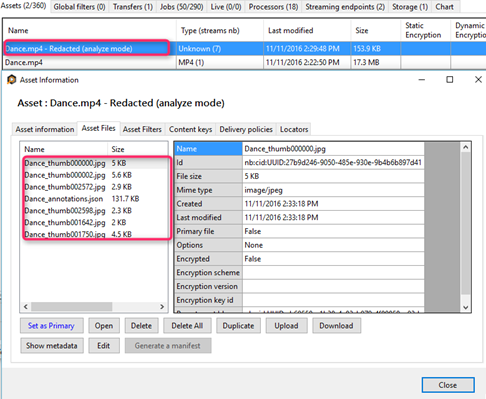 Assets (2/360) Global filters (0) Transfers (1) Jobs (50/290) Live (0/0) Processors (18) Streaming endpoints (2) Storage (1) Chart
Name Type (streams nb) Last modified Size Static Encryption Dynamic Encryption
Dance.mp4 - Redacted (analyze mode) Unknown (7) 11/11/2016 2:29:48 PM 153.9 KB
Dance.mp4 MP4 (1) 11/11/2016 2:22:50 PM 17.3 MB
Asset Information
Asset : Dance.mp4 - Redacted (analyze mode)
Asset information Asset Files Asset Filters Content keys Delivery policies Locators
Name Size
Dance_thumb000000.jpg 5 KB
Dance_thumb000002.jpg 5.6 KB
Dance_thumb002572.jpg 2.9 KB
Dance_annotations.json 131.7 KB
Dance_thumb002598.jpg 2.3 KB
Dance_thumb001642.jpg 2 KB
Dance_thumb001750.jpg 4.5 KB
Name Dance_thumb000000.jpg
Id nb:cid:UUID:27b9d246-9050-485e-930e-9b4b6b897d41
File size 5 KB
Mime type image/jpeg
Created 11/11/2016 2:33:18 PM
Last modified 11/11/2016 2:33:18 PM
Primary file False
Options None
Encrypted False
Encryption scheme
Encryption version
Encryption key id
Set as Primary Open Delete Delete All Duplicate Upload Download
Show metadata Edit Generate a manifest
Close